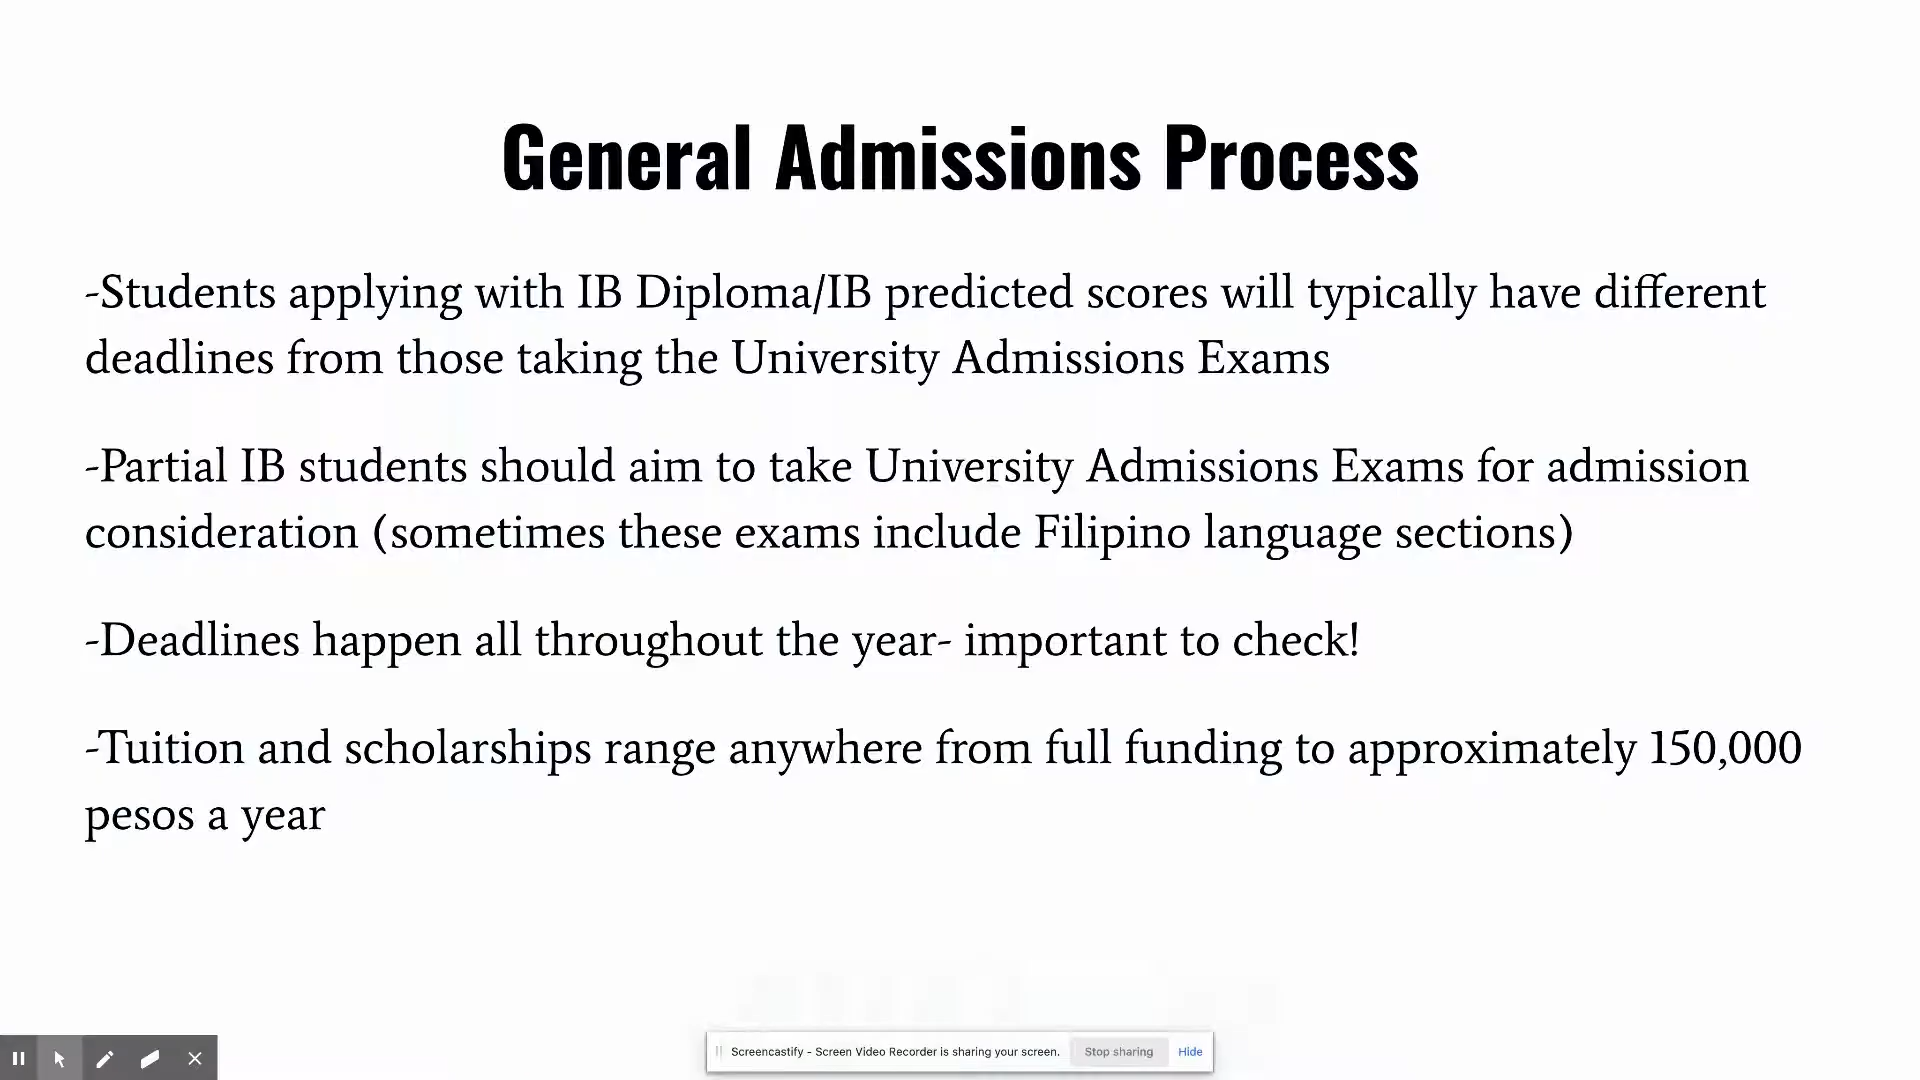 General Admissions Process
-Students applying with IB Diploma/IB predicted scores will typically have different
deadlines from those taking the University Admissions Exams
-Partial IB students should aim to take University Admissions Exams for admission
consideration (sometimes these exams include Filipino language sections)
-Deadlines happen all throughout the year- important to check!
-Tuition and scholarships range anywhere from full funding to approximately 150,000
pesos a year
Screencastify - Screen Video Recorder is sharing your screen. Stop sharing Hide